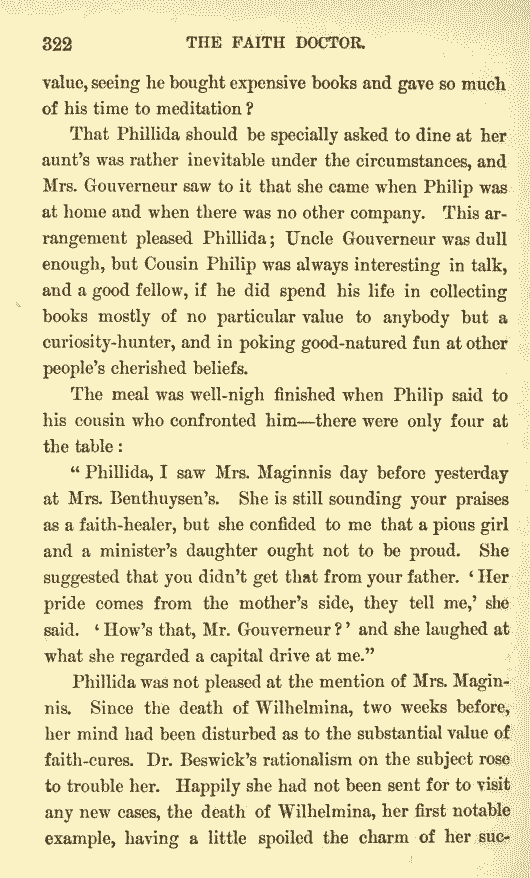 322 THE FAITH DOCTOR.
value, seeing he bought expensive books and gave so much
of his time to meditation?
That Phillida should be specially asked to dine at her
aunt's was rather inevitable under the circumstances, and
Mrs. Gouverneur saw to it that she came when Philip was
at home and when there was no other company. This ar-
rangement pleased Phillida; Uncle Gouverneur was dull
enough, but Cousin Philip was always interesting in talk,
and a good fellow, if he did spend his life in collecting
books mostly of no particular value to anybody but a
curiosity-hunter, and in poking good-natured fun at other
people's cherished beliefs.
The meal was well-nigh finished when Philip said to
his cousin who confronted him—there were only four at
the table:
"Phillida, I saw Mrs. Maginnis day before yesterday
at Mrs. Benthuysen's. She is still sounding your praises
as a faith-healer, but she confided to me that a pious girl
and a minister's daughter ought not to be proud. She
suggested that you didn't get that from your father. 'Her
pride comes from the mother's side, they tell me,' she
said. 'How's that, Mr. Gouverneur?' and she laughed at
what she regarded a capital drive at me."
Phillida was not pleased at the mention of Mrs. Magin-
nis. Since the death of Wilhelmina, two weeks before,
her mind had been disturbed as to the substantial value of
faith-cures. Dr. Beswick's rationalism on the subject rose
to trouble her. Happily she had not been sent for to visit
any new cases, the death of Wilhelmina, her first notable
example, having a little spoiled the charm of her suc-